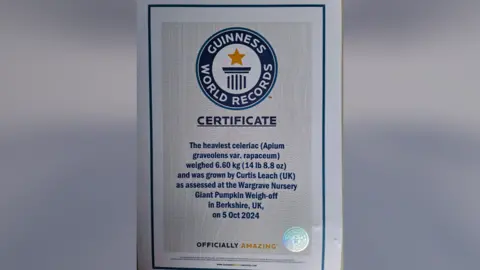 GUINNESS
WORLD RECORDS
™
CERTIFICATE
The heaviest celeriac (Apium
graveolens var. rapaceum)
weighed 6.60 kg (14 lb 8.8 oz)
and was grown by Curtis Leach (UK)
as assessed at the Wargrave Nursery
Giant Pumpkin Weigh-off
in Berkshire, UK,
on 5 Oct 2024
OFFICIALLY AMAZING